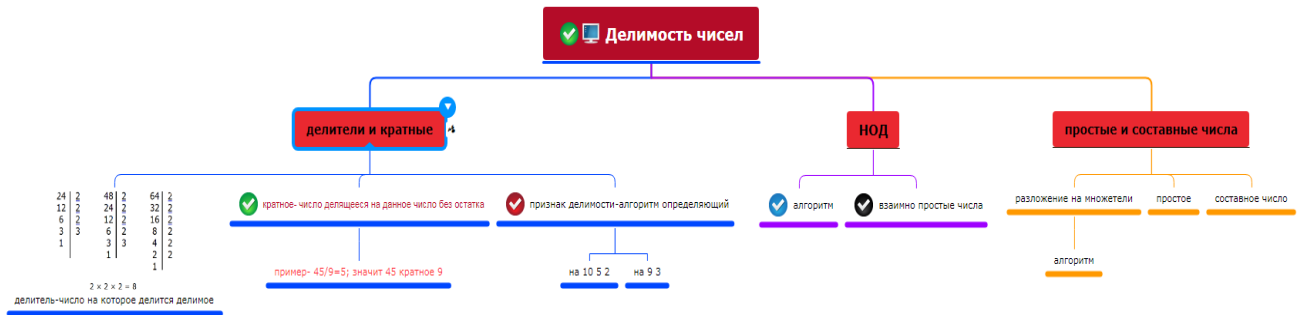 Делимость чисел
делители и кратные
НОД
простые и составные числа
24 | 2 48 | 2 64 | 2
12 | 2 24 | 2 32 | 2
6 | 2 12 | 2 16 | 2
3 | 3 6 | 2 8 | 2
1 | 3 | 3 4 | 2
1 | 2 | 2
1 |
2 × 2 × 2 = 8
делитель-число на которое делится делимое
кратное- число делящееся на данное число без остатка
пример- 45/9=5; значит 45 кратное 9
признак делимости-алгоритм определяющий
на 10 5 2
на 9 3
алгоритм
взаимно простые числа
разложение на множетели
простое
составное число
алгоритм